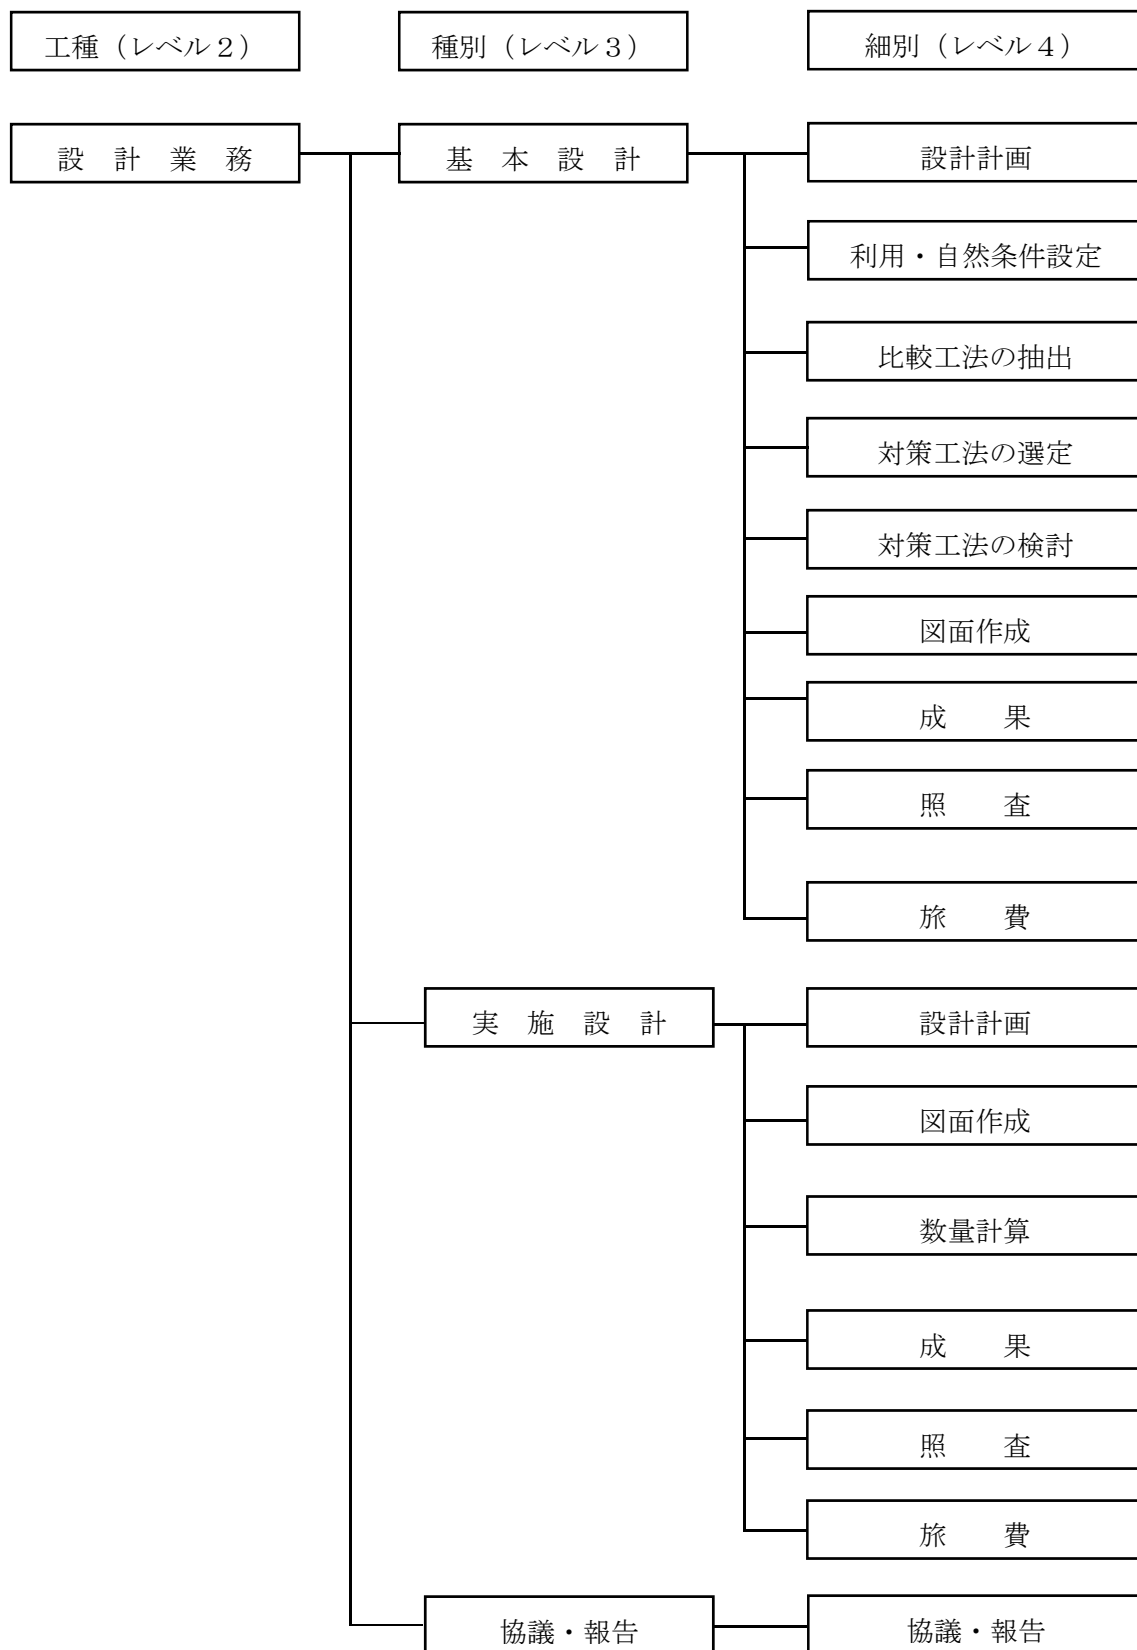 工種（レベル２）
種別（レベル３）
細別（レベル４）
設　計　業　務
基　本　設　計
設計計画
利用・自然条件設定
比較工法の抽出
対策工法の選定
対策工法の検討
図面作成
成　　果
照　　査
旅　　費
実　施　設　計
設計計画
図面作成
数量計算
成　　果
照　　査
旅　　費
協議・報告
協議・報告